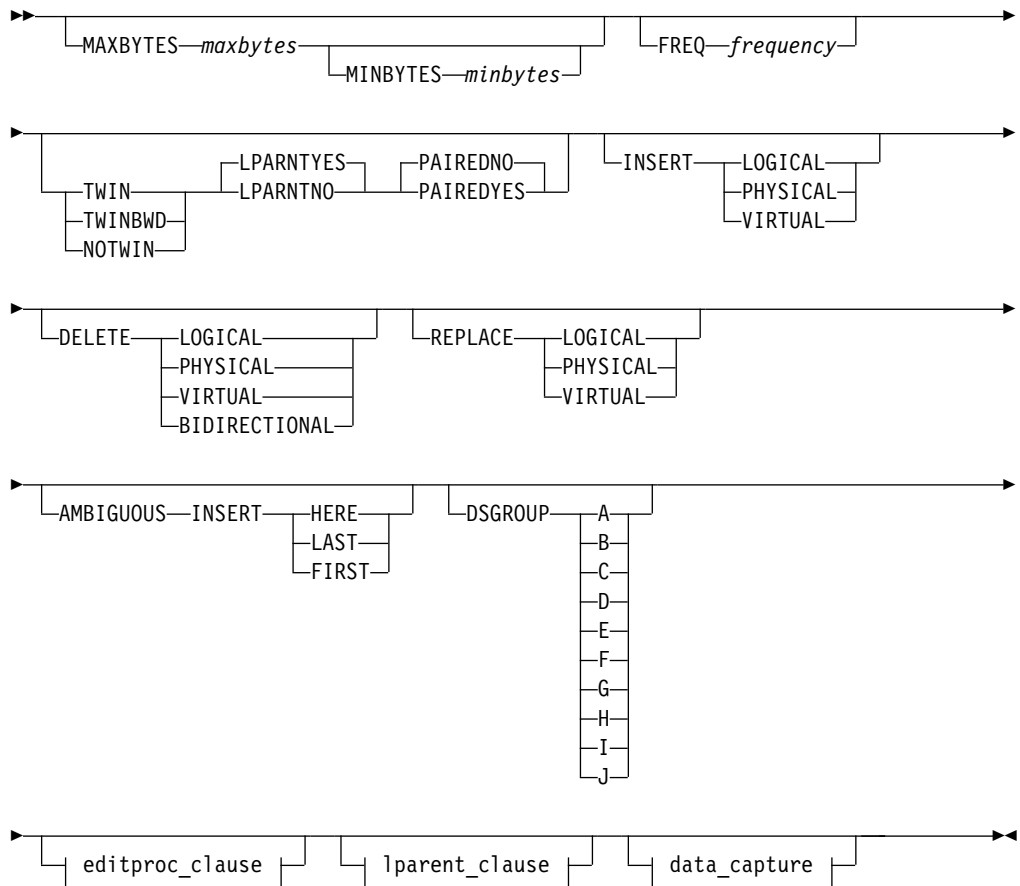 MAXBYTES maxbytes FREQ frequency
MINBYTES minbytes
LPARNTYES PAIREDNO INSERT LOGICAL
TWIN LPARNTNO PAIREDYES PHYSICAL
TWINBWD VIRTUAL
NOTWIN
DELETE LOGICAL REPLACE LOGICAL
PHYSICAL PHYSICAL
VIRTUAL VIRTUAL
BIDIRECTIONAL
AMBIGUOUS INSERT HERE DSGROUP A
LAST B
FIRST C
D
E
F
G
H
I
J
editproc_clause lparent_clause data_capture